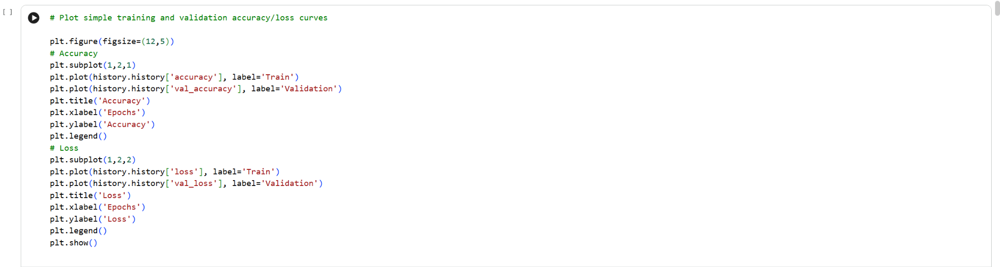 [ ]
# Plot simple training and validation accuracy/loss curves
plt.figure(figsize=(12,5))
# Accuracy
plt.subplot(1,2,1)
plt.plot(history.history['accuracy'], label='Train')
plt.plot(history.history['val_accuracy'], label='Validation')
plt.title('Accuracy')
plt.xlabel('Epochs')
plt.ylabel('Accuracy')
plt.legend()
# Loss
plt.subplot(1,2,2)
plt.plot(history.history['loss'], label='Train')
plt.plot(history.history['val_loss'], label='Validation')
plt.title('Loss')
plt.xlabel('Epochs')
plt.ylabel('Loss')
plt.legend()
plt.show()